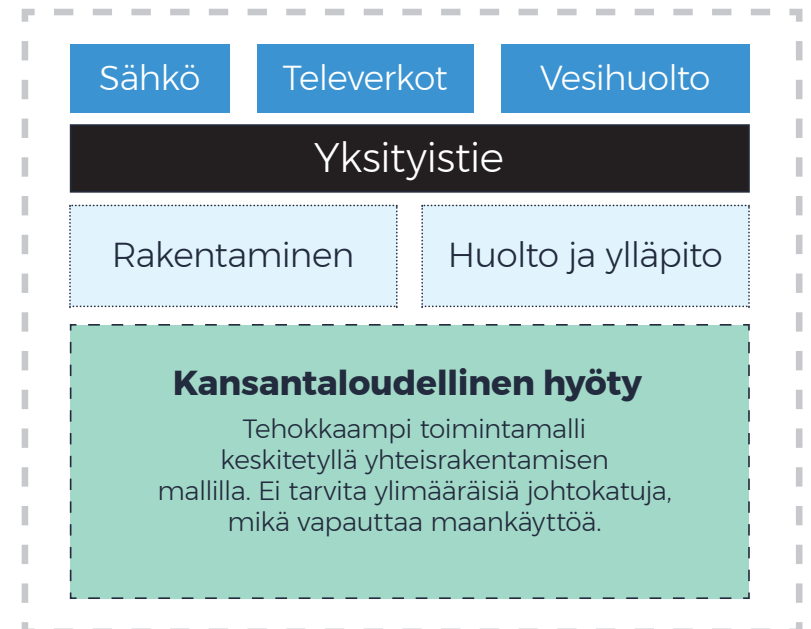 Sähkö
Televerkot
Vesihuolto
Yksityistie
Rakentaminen
Huolto ja ylläpito
Kansantaloudellinen hyöty
Tehokkaampi toimintamalli
keskitetyllä yhteisrakentamisen
mallilla. Ei tarvita ylimääräisiä johtokatuja,
mikä vapauttaa maankäyttöä.